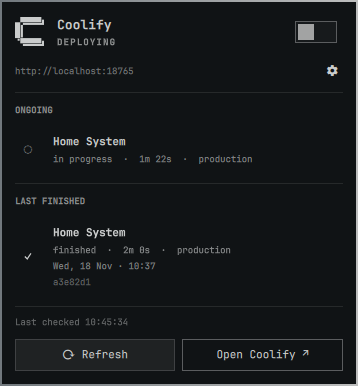 Coolify
DEPLOYING
http://localhost:18765
ONGOING
Home System
in progress · 1m 22s · production
LAST FINISHED
Home System
finished · 2m 0s · production
Wed, 18 Nov · 10:37
a3e82d1
Last checked 10:45:34
Refresh
Open Coolify ↗